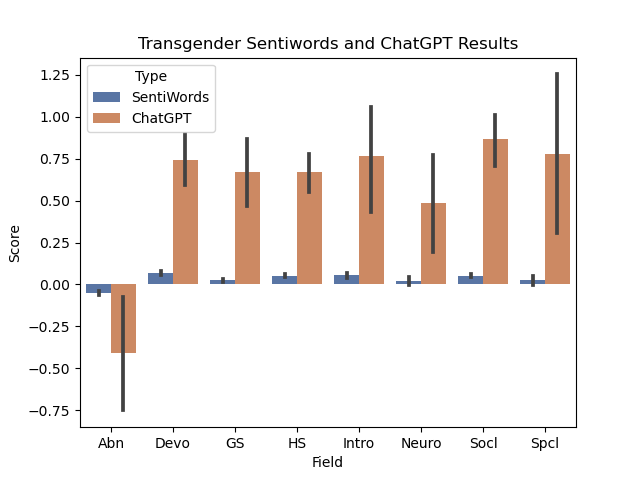 Transgender Sentiwords and ChatGPT Results
Type
SentiWords
ChatGPT
1.25
1.00
0.75
0.50
0.25
0.00
−0.25
−0.50
−0.75
Score
Abn Devo GS HS Intro Neuro Socl Spcl
Field